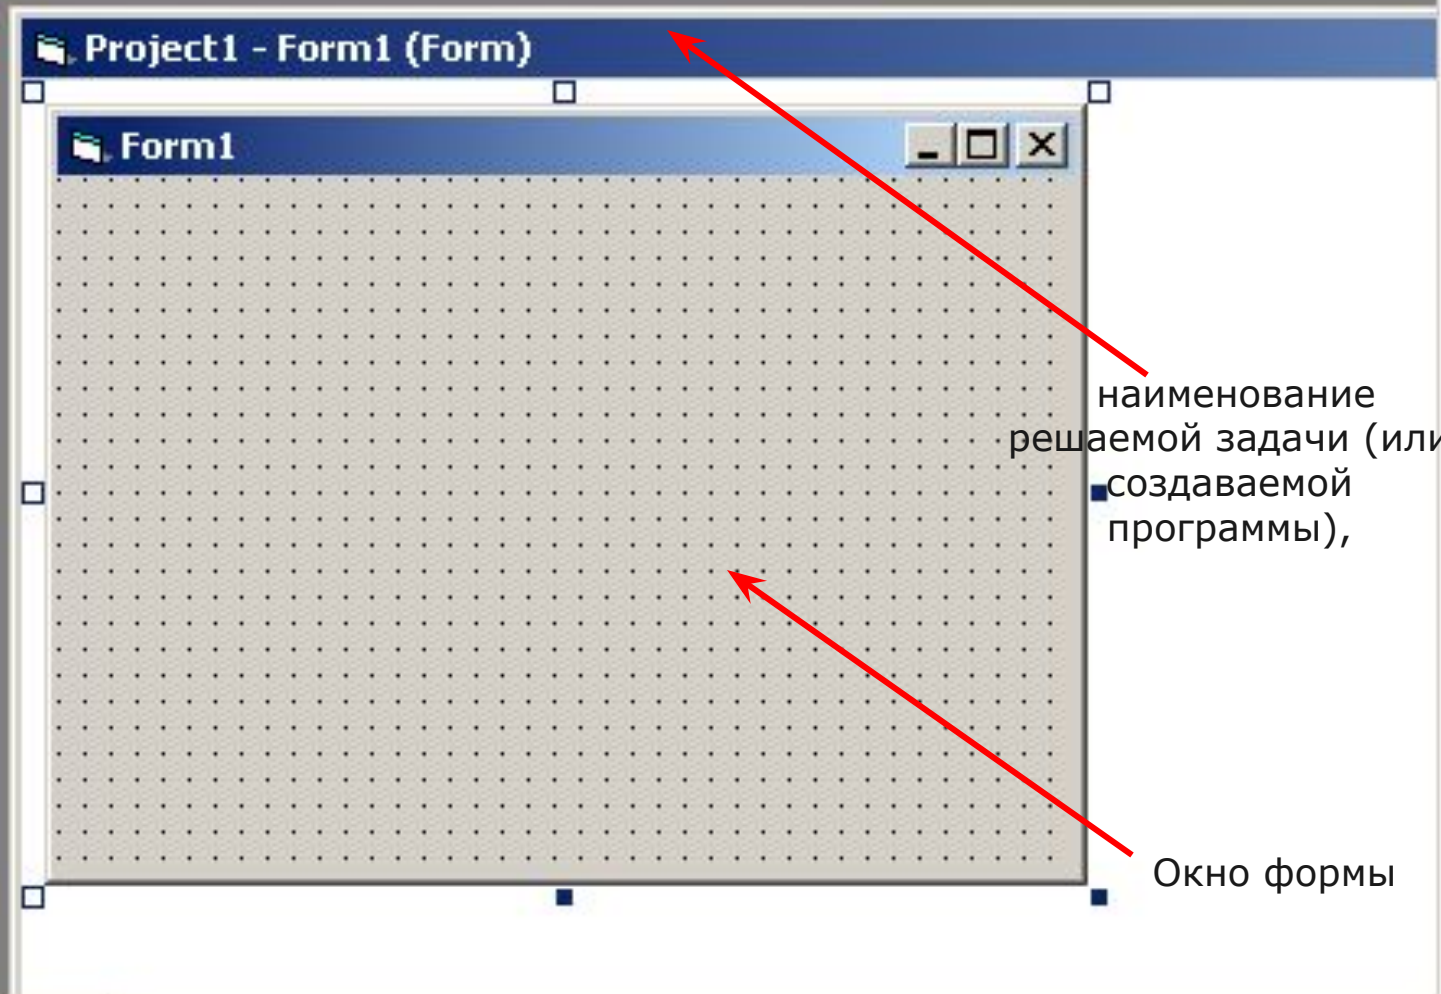 Project1 - Form1 (Form)
Form1
наименование
решаемой задачи (или
создаваемой
программы),
Окно формы